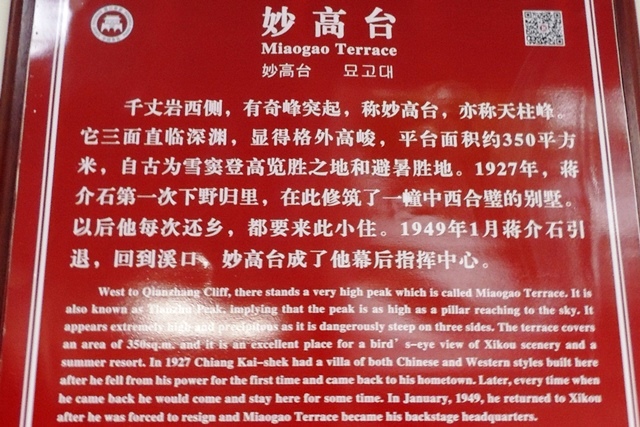 妙高台
Miaogao Terrace
妙高台 묘고대
千丈岩西侧，有奇峰突起，称妙高台，亦称天柱峰。
它三面直临深渊，显得格外高峻，平台面积约350平方
米，自古为雪窦登高览胜之地和避暑胜地。1927年，蒋
介石第一次下野归里，在此修筑了一幢中西合璧的别墅。
以后他每次还乡，都要来此小住。1949年1月蒋介石引
退，回到溪口，妙高台成了他幕后指挥中心。
West to Qianzhang Cliff, there stands a very high peak which is called Miaogao Terrace. It is
also known as Tianzhu Peak, implying that the peak is as high as a pillar reaching to the sky. It
appears extremely high and precipitous as it is dangerously steep on three sides. The terrace covers
an area of 350sq.m. and it is an excellent place for a bird’s-eye view of Xikou scenery and a
summer resort. In 1927 Chiang Kai-shek had a villa of both Chinese and Western styles built here
after he fell from his power for the first time and came back to his hometown. Later, every time when
he came back he would come and stay here for some time. In January, 1949, he returned to Xikou
after he was forced to resign and Miaogao Terrace became his backstage headquarters.